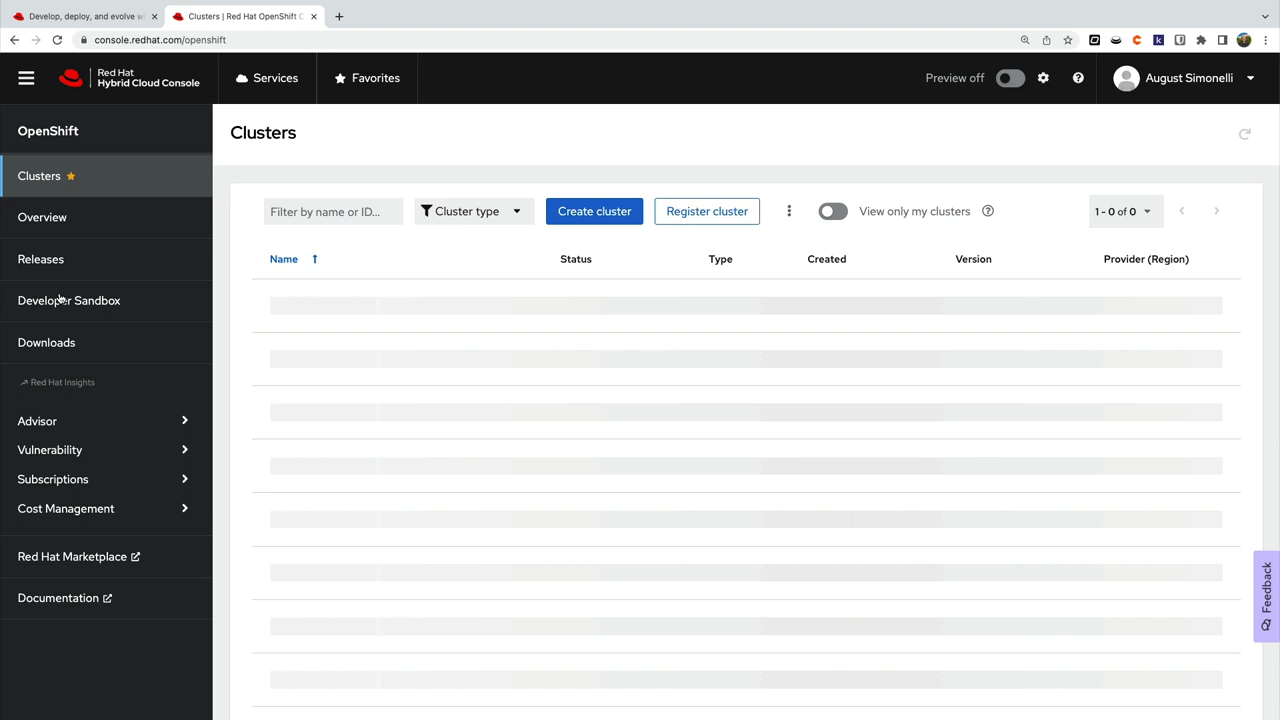 Develop, deploy, and evolve w
Clusters | Red Hat OpenShift C
console.redhat.com/openshift
Red Hat
Hybrid Cloud Console
Services
Favorites
Preview off
August Simonelli
OpenShift
Clusters
Overview
Releases
Developer Sandbox
Downloads
Red Hat Insights
Advisor
Vulnerability
Subscriptions
Cost Management
Red Hat Marketplace
Documentation
Clusters
Filter by name or ID...
Cluster type
Create cluster
Register cluster
View only my clusters
1 - 0 of 0
Name
Status
Type
Created
Version
Provider (Region)
Feedback